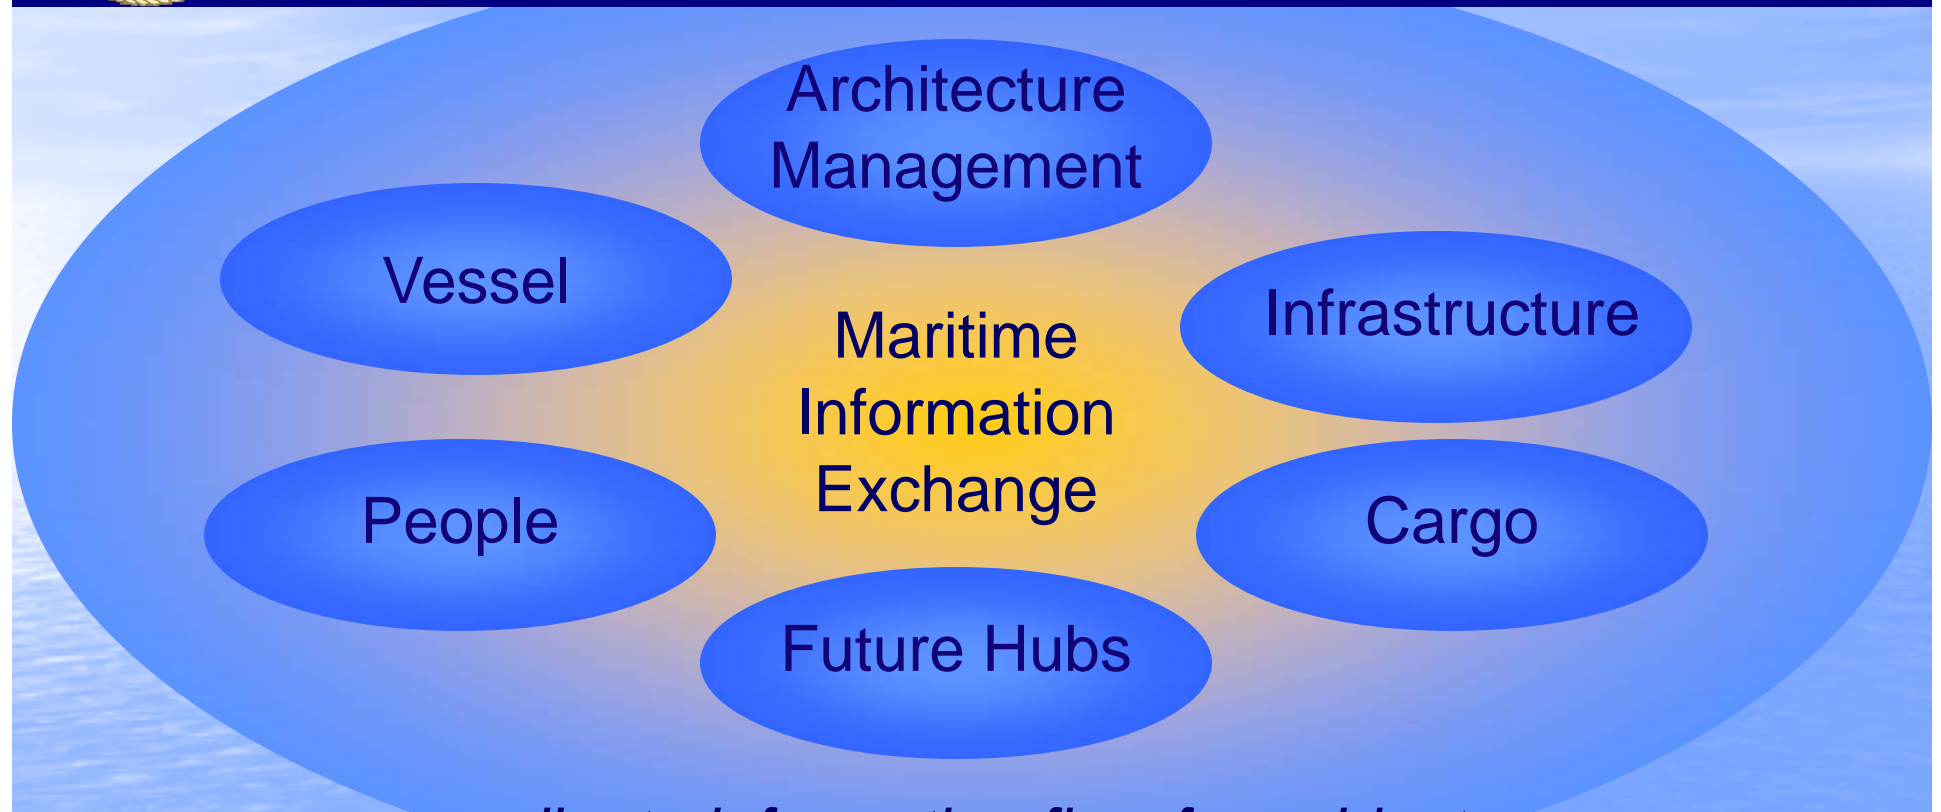 Architecture
Management
Vessel
Infrastructure
Maritime
Information
Exchange
People
Cargo
Future Hubs